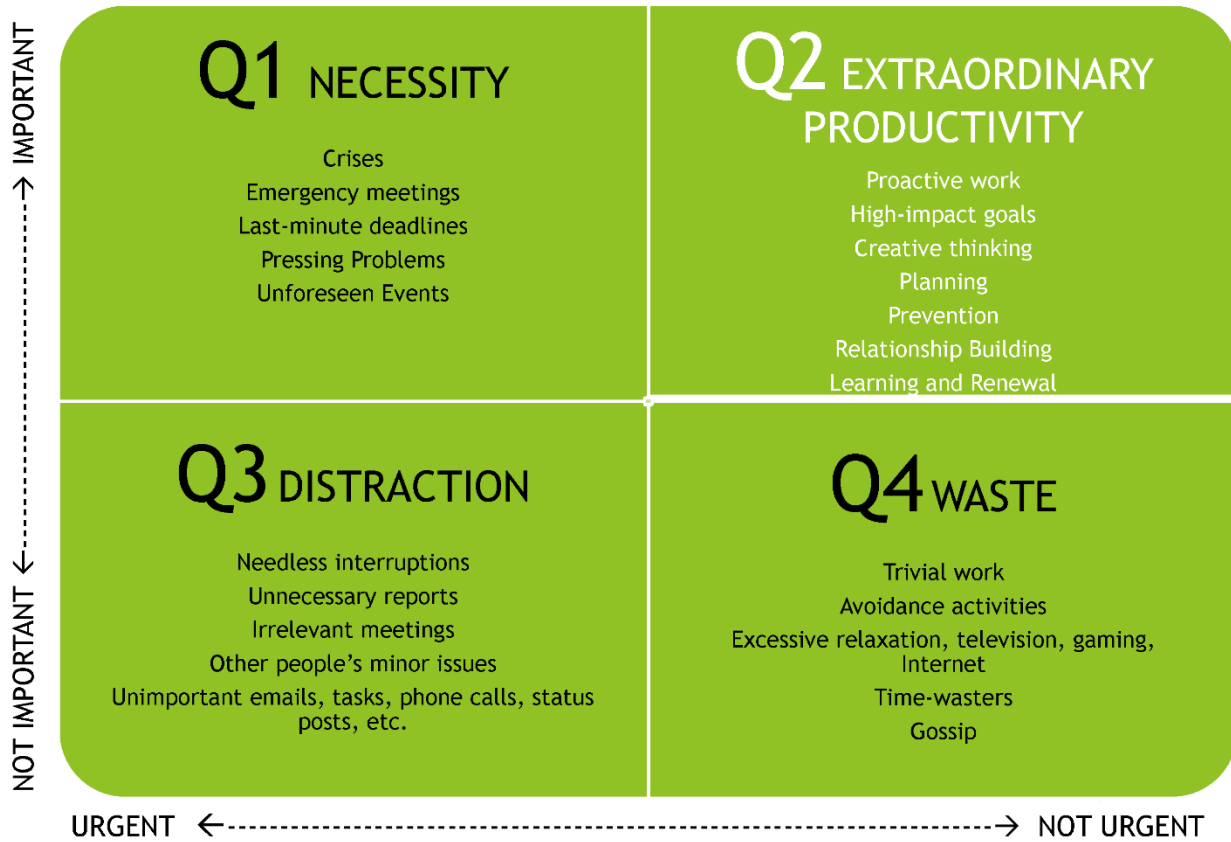 IMPORTANT
NOT IMPORTANT
Q1 NECESSITY
Crises
Emergency meetings
Last-minute deadlines
Pressing Problems
Unforeseen Events
Q2 EXTRAORDINARY
PRODUCTIVITY
Proactive work
High-impact goals
Creative thinking
Planning
Prevention
Relationship Building
Learning and Renewal
Q3 DISTRACTION
Needless interruptions
Unnecessary reports
Irrelevant meetings
Other people’s minor issues
Unimportant emails, tasks, phone calls, status
posts, etc.
Q4 WASTE
Trivial work
Avoidance activities
Excessive relaxation, television, gaming,
Internet
Time-wasters
Gossip
URGENT
NOT URGENT